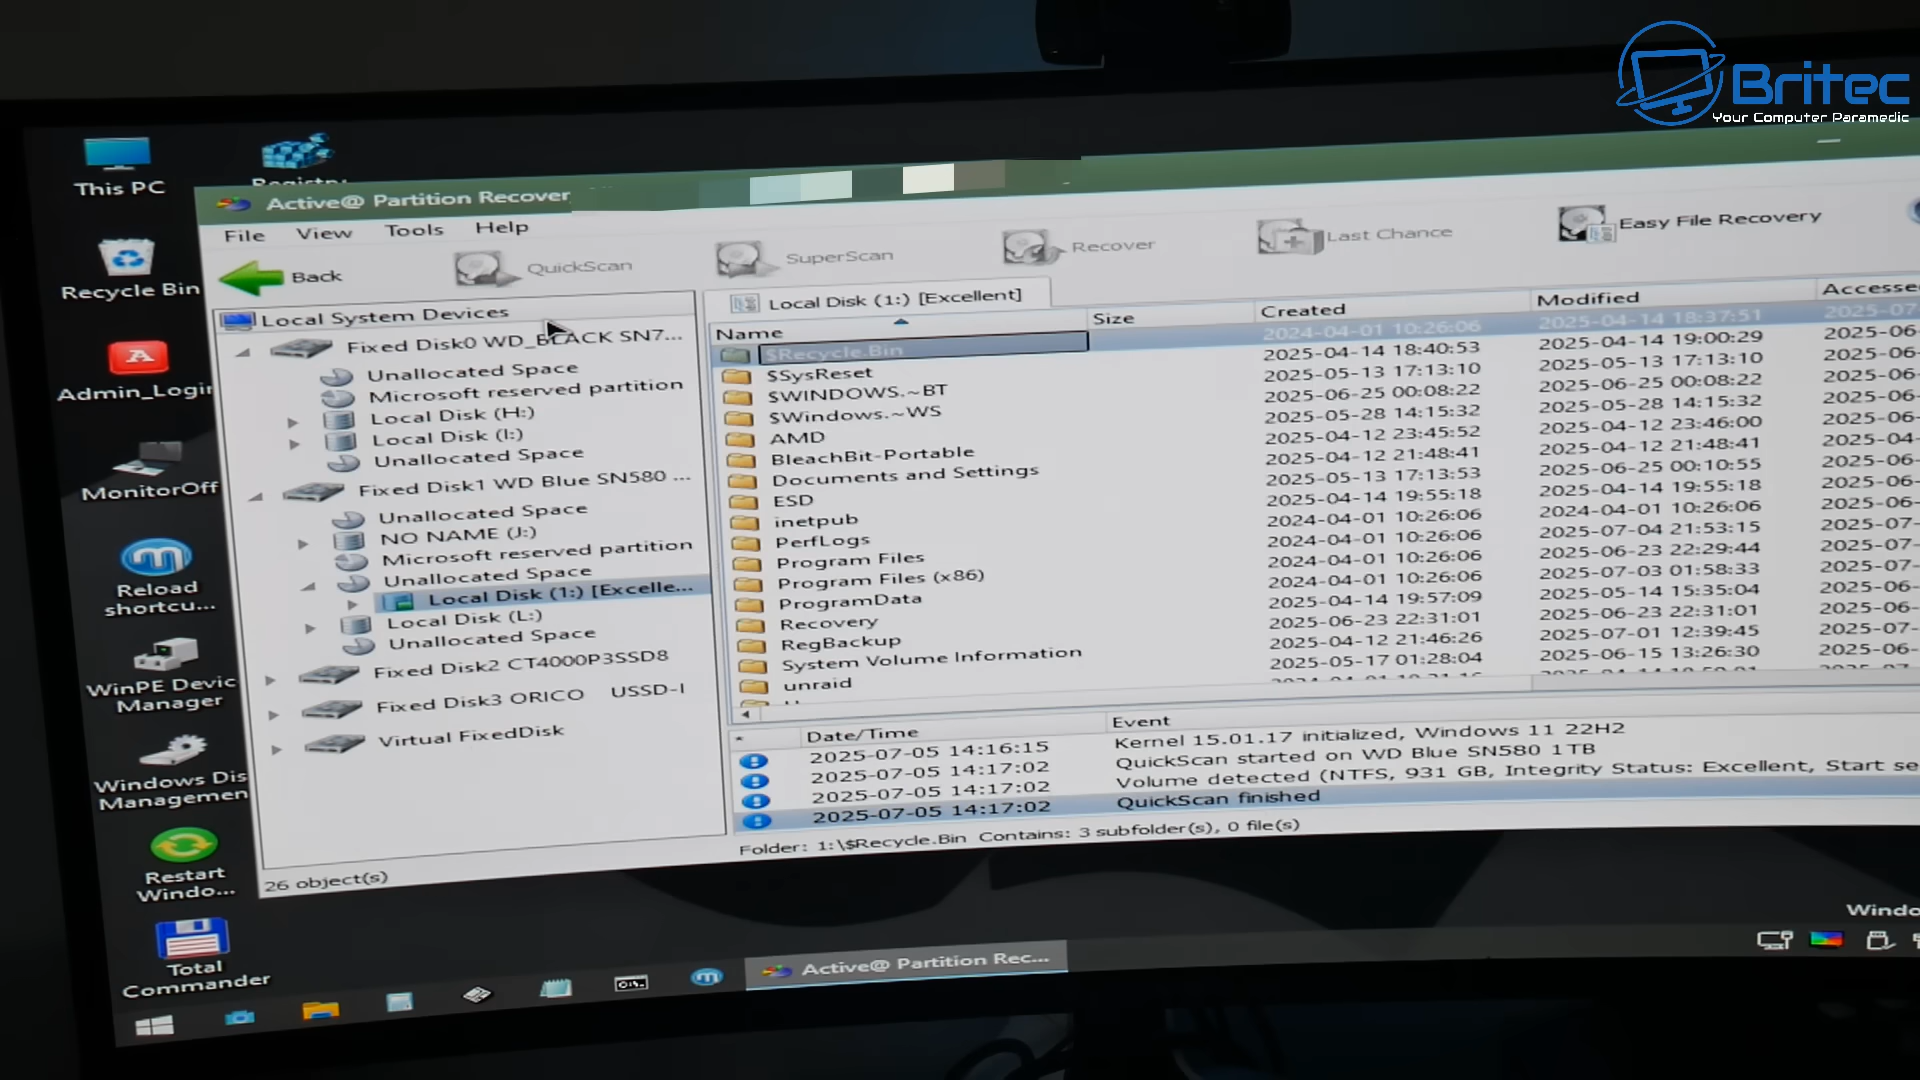 Britec
Your Computer Paramedic
This PC
Recycle Bin
Admin_Login
MonitorOff
Reload
shortcu...
WinPE Devic
Manager
Windows Dis
Managemen
Restart
Windo...
Total
Commander
Active@ Partition Recover
File View Tools Help
Back QuickScan SuperScan Recover Last Chance Easy File Recovery
Local System Devices
Fixed Disk0 WD_BLACK SN7...
Unallocated Space
Microsoft reserved partition
Local Disk (H:)
Local Disk (I:)
Unallocated Space
Fixed Disk1 WD Blue SN580 ...
Unallocated Space
NO NAME (J:)
Microsoft reserved partition
Unallocated Space
Local Disk (1:) [Excelle...
Local Disk (L:)
Unallocated Space
Fixed Disk2 CT4000P3SSD8
Fixed Disk3 ORICO USSD-I
Virtual FixedDisk
26 object(s)
Local Disk (1:) [Excellent]
Name Size Created Modified Accesse
$Recycle.Bin 2024-04-01 10:26:06 2025-04-14 18:37:51 2025-07
$SysReset 2025-04-14 18:40:53 2025-04-14 19:00:29 2025-07-
$WINDOWS.~BT 2025-05-13 17:13:10 2025-05-13 17:13:10 2025-06-
$Windows.~WS 2025-06-25 00:08:22 2025-06-25 00:08:22 2025-06-
AMD 2025-05-28 14:15:32 2025-05-28 14:15:32 2025-06-
BleachBit-Portable 2025-04-12 23:45:52 2025-04-12 23:46:00 2025-07-
Documents and Settings 2025-04-12 21:48:41 2025-04-12 21:48:41 2025-04-
ESD 2025-05-13 17:13:53 2025-06-25 00:10:55 2025-06-
inetpub 2025-04-14 19:55:18 2025-04-14 19:55:18 2025-06-
PerfLogs 2024-04-01 10:26:06 2024-04-01 10:26:06 2025-06-
Program Files 2024-04-01 10:26:06 2025-07-04 21:53:15 2025-07-
Program Files (x86) 2024-04-01 10:26:06 2025-06-23 22:29:44 2025-07-
ProgramData 2024-04-01 10:26:06 2025-07-03 01:58:33 2025-07-
Recovery 2025-04-14 19:57:09 2025-05-14 15:35:04 2025-06-
RegBackup 2025-06-23 22:31:01 2025-06-23 22:31:01 2025-06-
System Volume Information 2025-04-12 21:46:26 2025-07-01 12:39:45 2025-07-
unraid 2025-05-17 01:28:04 2025-06-15 13:26:30 2025-06-
* Date/Time Event
2025-07-05 14:16:15 Kernel 15.01.17 initialized, Windows 11 22H2
2025-07-05 14:17:02 QuickScan started on WD Blue SN580 1TB
2025-07-05 14:17:02 Volume detected (NTFS, 931 GB, Integrity Status: Excellent, Start se
2025-07-05 14:17:02 QuickScan finished
Folder: 1:\$Recycle.Bin Contains: 3 subfolder(s), 0 file(s)
Windo
Active@ Partition Rec...